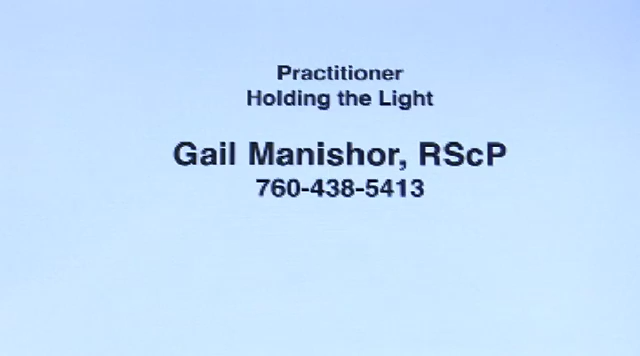 Practitioner
Holding the Light
Gail Manishor, RScP
760-438-5413